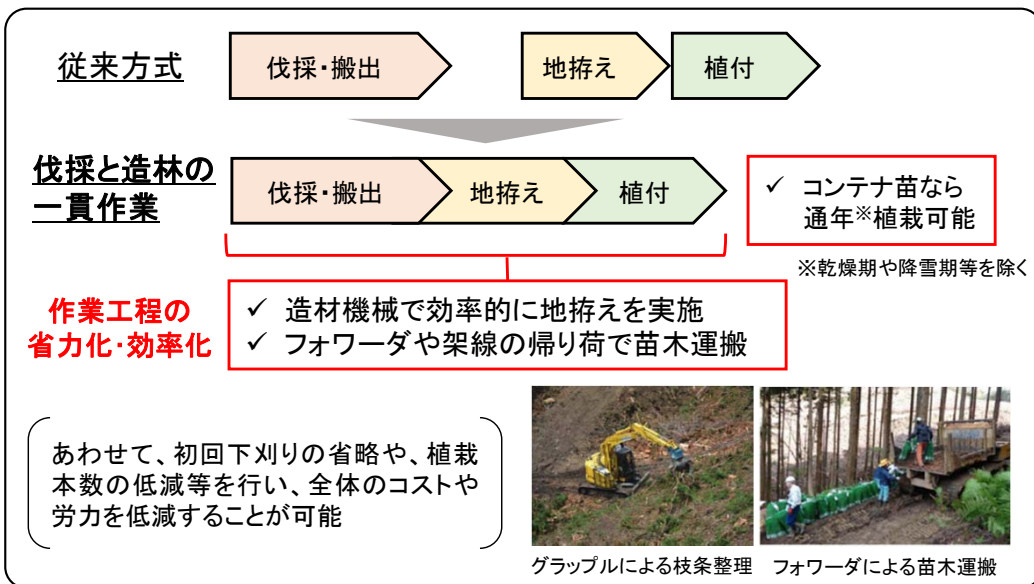 従来方式
伐採・搬出
地拵え
植付
伐採と造林の
一貫作業
伐採・搬出
地拵え
植付
✓ コンテナ苗なら
通年※植栽可能
※乾燥期や降雪期等を除く
作業工程の
省力化・効率化
✓ 造材機械で効率的に地拵えを実施
✓ フォワーダや架線の帰り荷で苗木運搬
あわせて、初回下刈りの省略や、植栽
本数の低減等を行い、全体のコストや
労力を低減することが可能
グラップルによる枝条整理
フォワーダによる苗木運搬